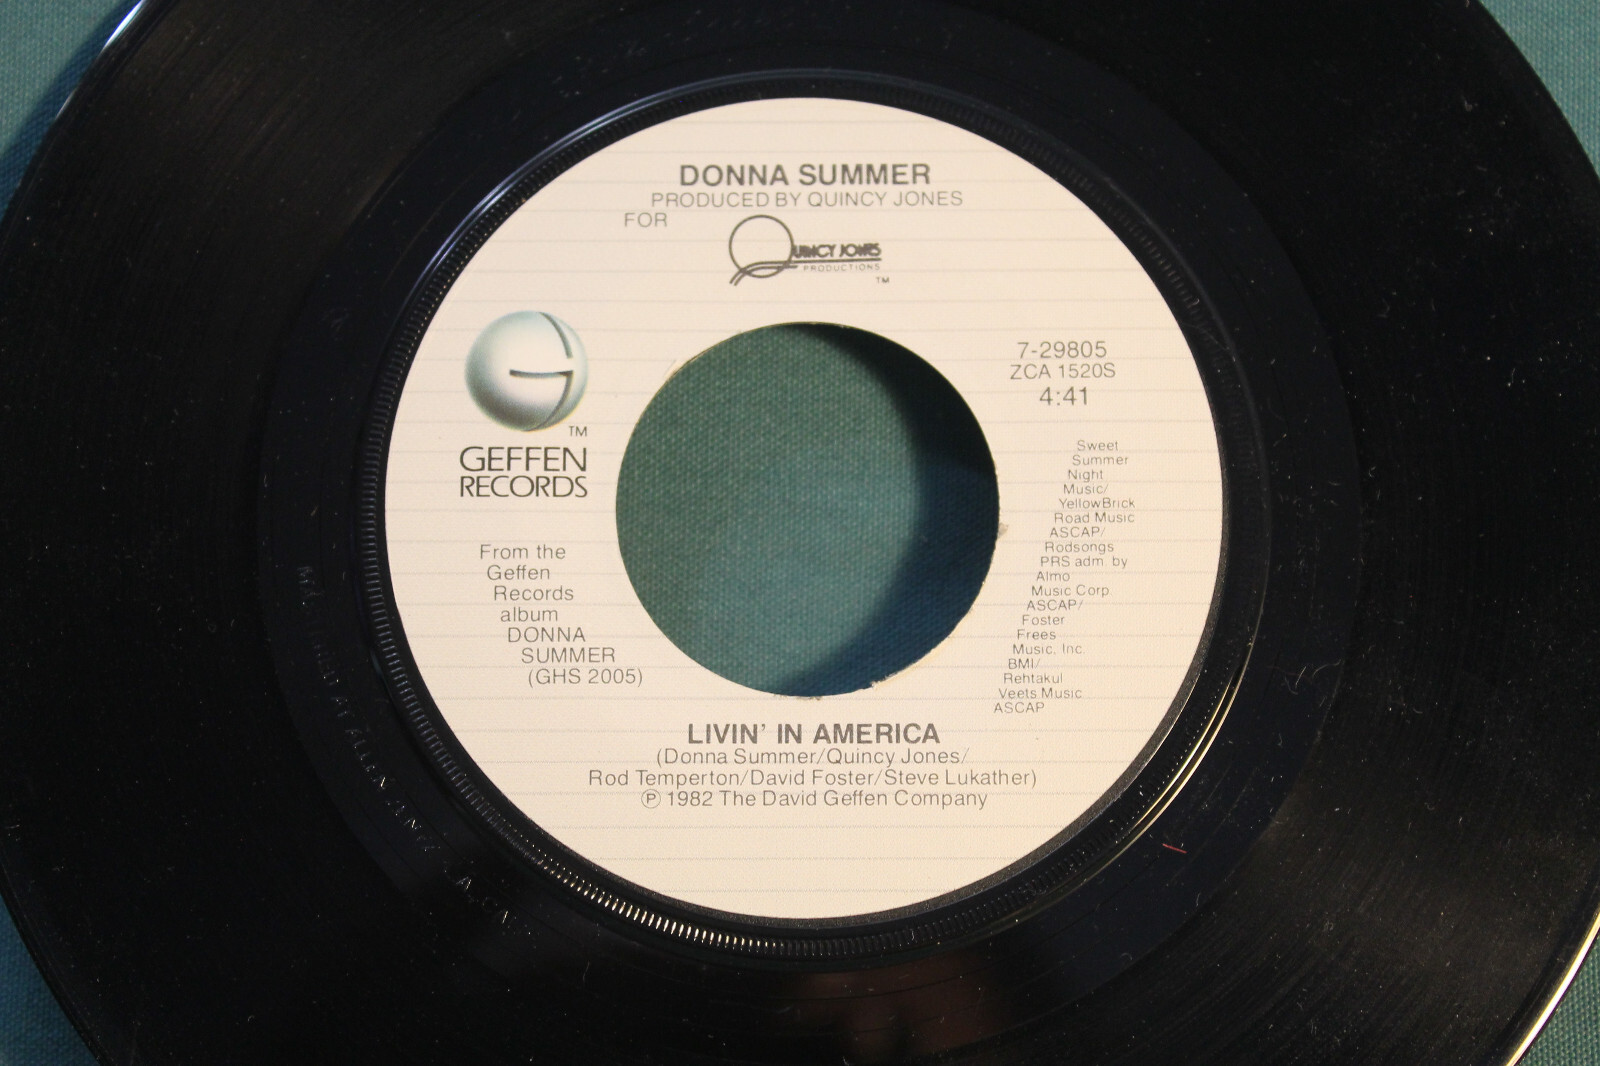 DONNA SUMMER
PRODUCED BY QUINCY JONES
FOR
QUINCY JONES
PRODUCTIONS
TM
TM
GEFFEN
RECORDS
7-29805
ZCA 1520S
4:41
From the
Geffen
Records
album
DONNA
SUMMER
(GHS 2005)
Sweet
Summer
Night
Music/
YellowBrick
Road Music
ASCAP/
Rodsongs
PRS adm by
Almo
Music Corp.
ASCAP/
Foster
Frees
Music, Inc.
BMI/
Rehtakul
Veets Music
ASCAP
LIVIN' IN AMERICA
(Donna Summer/Quincy Jones/
Rod Temperton/David Foster/Steve Lukather)
℗ 1982 The David Geffen Company